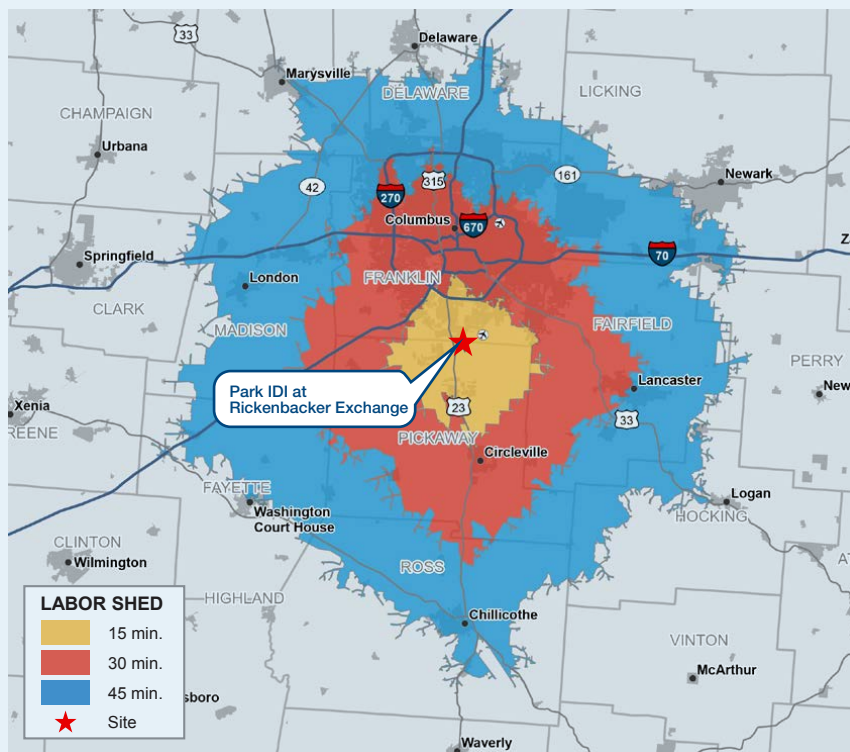 33
Delaware
Marysville
DELAWARE
LICKING
CHAMPAIGN
Urbana
42
315
161
Newark
270
Columbus
670
Springfield
70
London
FRANKLIN
CLARK
MADISON
FAIRFIELD
PERRY
Park IDI at
Rickenbacker Exchange
Lancaster
New
Xenia
23
33
GREENE
PICKAWAY
Circleville
FAYETTE
Washington
Court House
Logan
HOCKING
CLINTON
Wilmington
ROSS
HIGHLAND
Chillicothe
VINTON
McArthur
LABOR SHED
15 min.
30 min.
45 min.
Site
sboro
Waverly